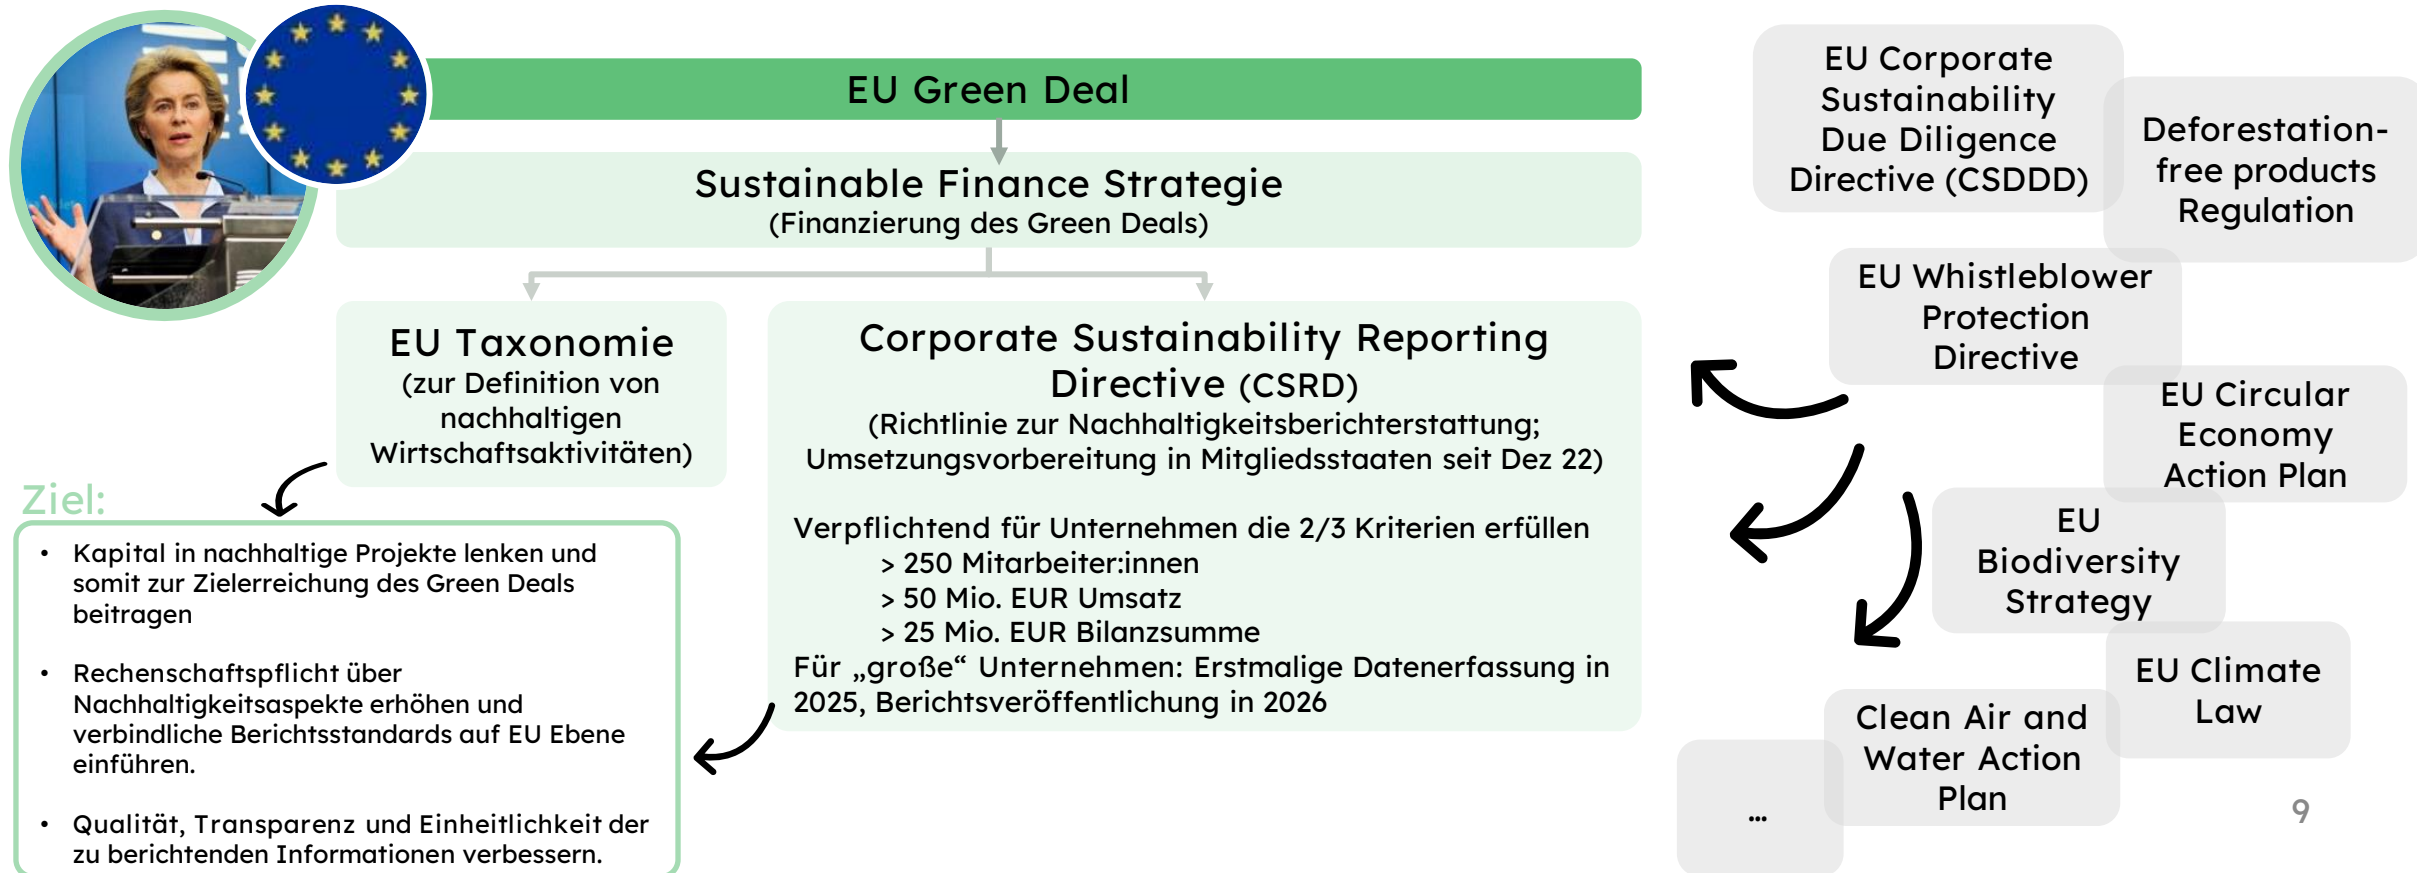 EU Green Deal
Sustainable Finance Strategie
(Finanzierung des Green Deals)
EU Taxonomie
(zur Definition von
nachhaltigen
Wirtschaftsaktivitäten)
Corporate Sustainability Reporting
Directive (CSRD)
(Richtlinie zur Nachhaltigkeitsberichterstattung;
Umsetzungsvorbereitung in Mitgliedsstaaten seit Dez 22)
Verpflichtend für Unternehmen die 2/3 Kriterien erfüllen
> 250 Mitarbeiter:innen
> 50 Mio. EUR Umsatz
> 25 Mio. EUR Bilanzsumme
Für „große“ Unternehmen: Erstmalige Datenerfassung in
2025, Berichtsveröffentlichung in 2026
Ziel:
• Kapital in nachhaltige Projekte lenken und
somit zur Zielerreichung des Green Deals
beitragen
• Rechenschaftspflicht über
Nachhaltigkeitsaspekte erhöhen und
verbindliche Berichtsstandards auf EU Ebene
einführen.
• Qualität, Transparenz und Einheitlichkeit der
zu berichtenden Informationen verbessern.
EU Corporate
Sustainability
Due Diligence
Directive (CSDDD)
Deforestation-
free products
Regulation
EU Whistleblower
Protection
Directive
EU Circular
Economy
Action Plan
EU
Biodiversity
Strategy
EU Climate
Law
Clean Air and
Water Action
Plan
...
9